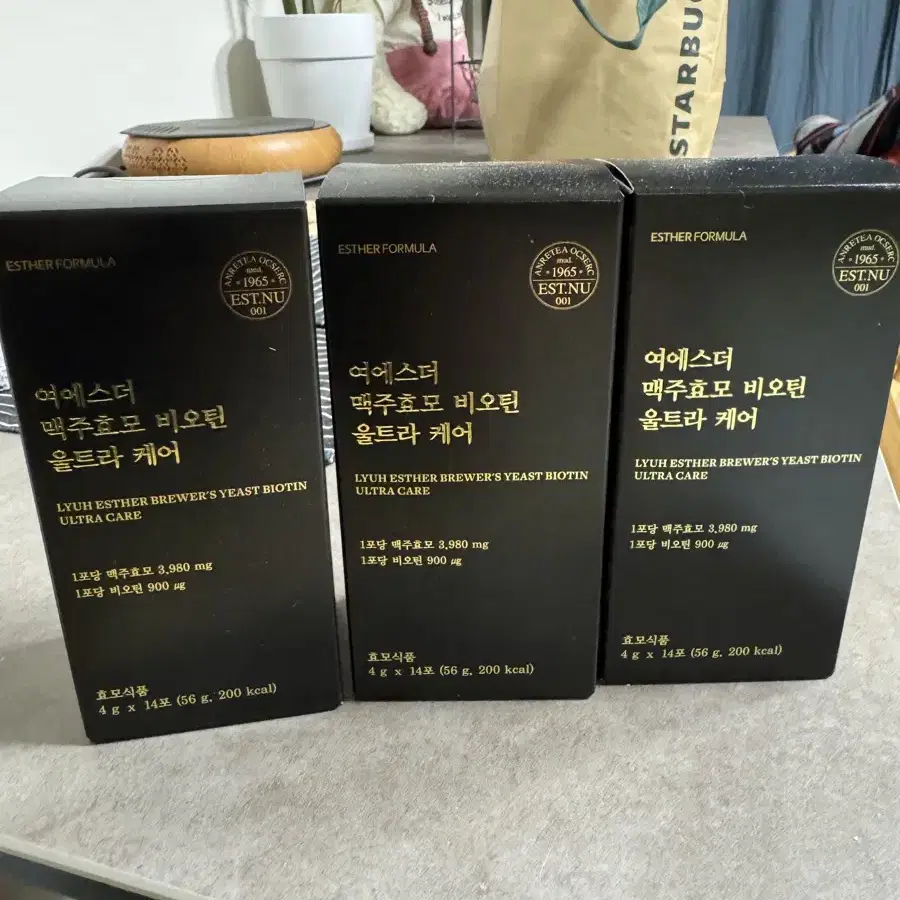 STARBUC
ESTHER FORMULA
1965
EST.NU
001
여에스더
맥주효모 비오틴
울트라 케어
LYUH ESTHER BREWER'S YEAST BIOTIN
ULTRA CARE
1포당 맥주효모 3,980 mg
1포당 비오틴 900 ㎍
효모식품
4 g x 14포 (56 g, 200 kcal)
ESTHER FORMULA
ANRETEA OCSERC
mud.
1965
EST.NU
001
여에스더
맥주효모 비오틴
울트라 케어
LYUH ESTHER BREWER'S YEAST BIOTIN
ULTRA CARE
1포당 맥주효모 3,980 mg
1포당 비오틴 900 ㎍
효모식품
4 g x 14포 (56 g, 200 kcal)
ESTHER FORMULA
ANRETEA OCSERC
mud.
1965
EST.NU
001
여에스더
맥주효모 비오틴
울트라 케어
LYUH ESTHER BREWER'S YEAST BIOTIN
ULTRA CARE
1포당 맥주효모 3,980 mg
1포당 비오틴 900 ㎍
효모식품
4 g x 14포 (56 g, 200 kcal)